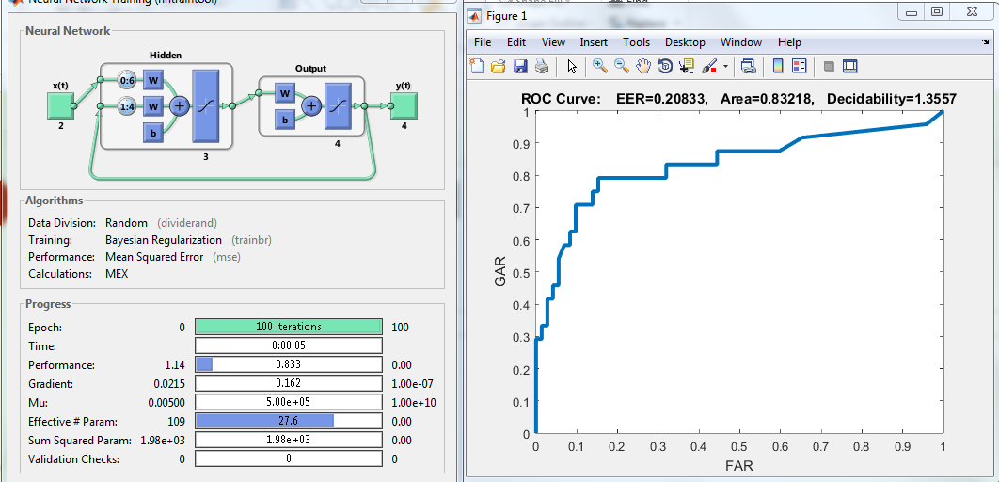 Neural Network Training (nntraintool)
Neural Network
Hidden
Output
x(t)
0:6
W
W
y(t)
1:4
W
b
b
2
4
4
3
Algorithms
Data Division: Random (dividerand)
Training: Bayesian Regularization (trainbr)
Performance: Mean Squared Error (mse)
Calculations: MEX
Progress
Epoch: 0 100 iterations 100
Time: 0:00:05
Performance: 1.14 0.833 0.00
Gradient: 0.0215 0.162 1.00e-07
Mu: 0.00500 5.00e+05 1.00e+10
Effective # Param: 109 27.6 0.00
Sum Squared Param: 1.98e+03 1.98e+03 0.00
Validation Checks: 0 0 0
Figure 1
File Edit View Insert Tools Desktop Window Help
ROC Curve: EER=0.20833, Area=0.83218, Decidability=1.3557
1
0.9
0.8
0.7
0.6
0.5
0.4
0.3
0.2
0.1
0
GAR
0 0.1 0.2 0.3 0.4 0.5 0.6 0.7 0.8 0.9 1
FAR